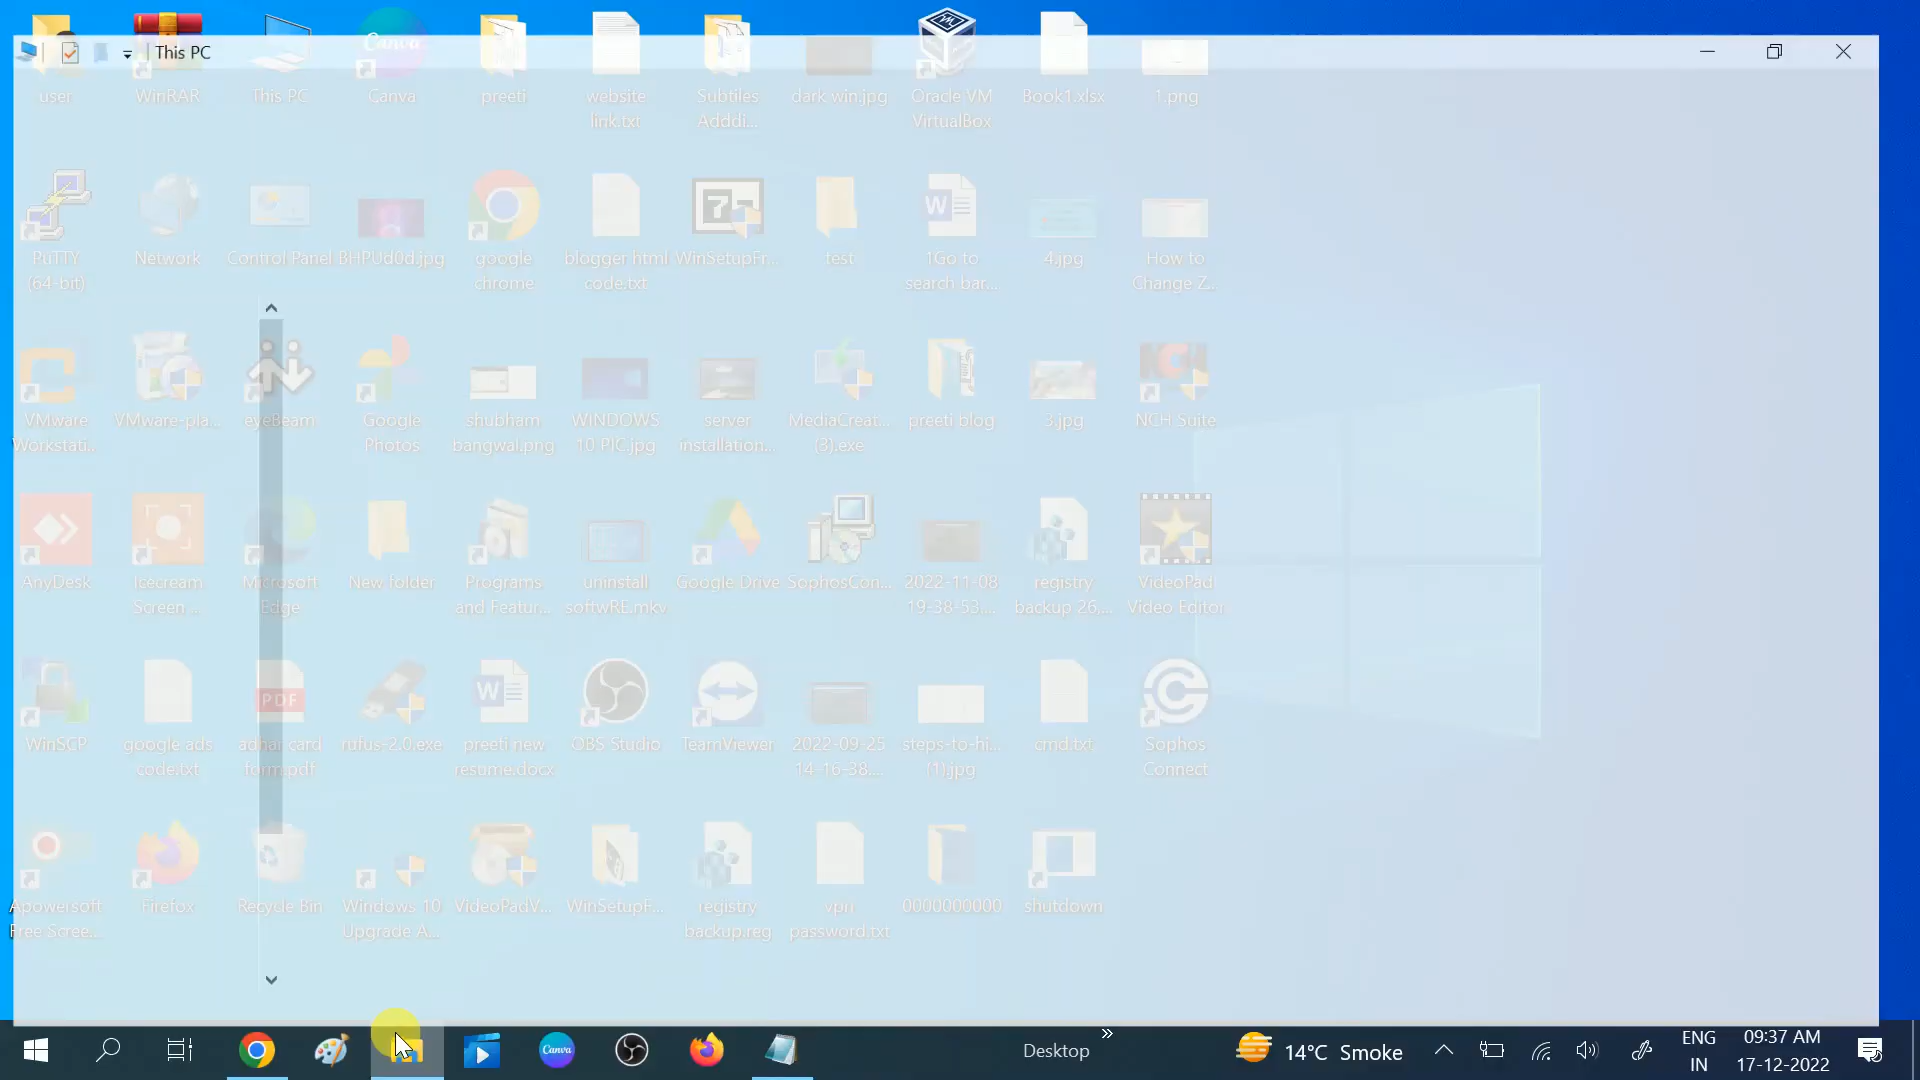 This PC
user
WinRAR
This PC
Canva
Canva
preeti
website
link.txt
Subtiles
Adddi...
dark win.jpg
Oracle VM
VirtualBox
Book1.xlsx
1.png
PuTTY
(64-bit)
Network
Control Panel
BHPUd0d.jpg
google
chrome
blogger html
code.txt
WinSetupFr...
test
1Go to
search bar...
4.jpg
How to
Change Z...
VMware
Workstati...
VMware-pla...
eyeBeam
Google
Photos
shubham
bangwal.png
WINDOWS
10 PIC.jpg
server
installation...
MediaCreat...
(3).exe
preeti blog
3.jpg
NCH Suite
AnyDesk
Icecream
Screen ...
Microsoft
Edge
New folder
Programs
and Featur...
uninstall
softwRE.mkv
Google Drive
SophosCon...
2022-11-08
19-38-53....
registry
backup 26,...
VideoPad
Video Editor
WinSCP
google ads
code.txt
PDF
adhar card
form.pdf
rufus-2.0.exe
preeti new
resume.docx
OBS Studio
TeamViewer
2022-09-25
14-16-38....
steps-to-hi...
(1).jpg
cmd.txt
Sophos
Connect
Apowersoft
Free Scree...
Firefox
Recycle Bin
Windows 10
Upgrade A...
VideoPadV...
WinSetupF...
registry
backup.reg
vpn
password.txt
0000000000
shutdown
Canva
Desktop
14°C Smoke
ENG
IN
09:37 AM
17-12-2022